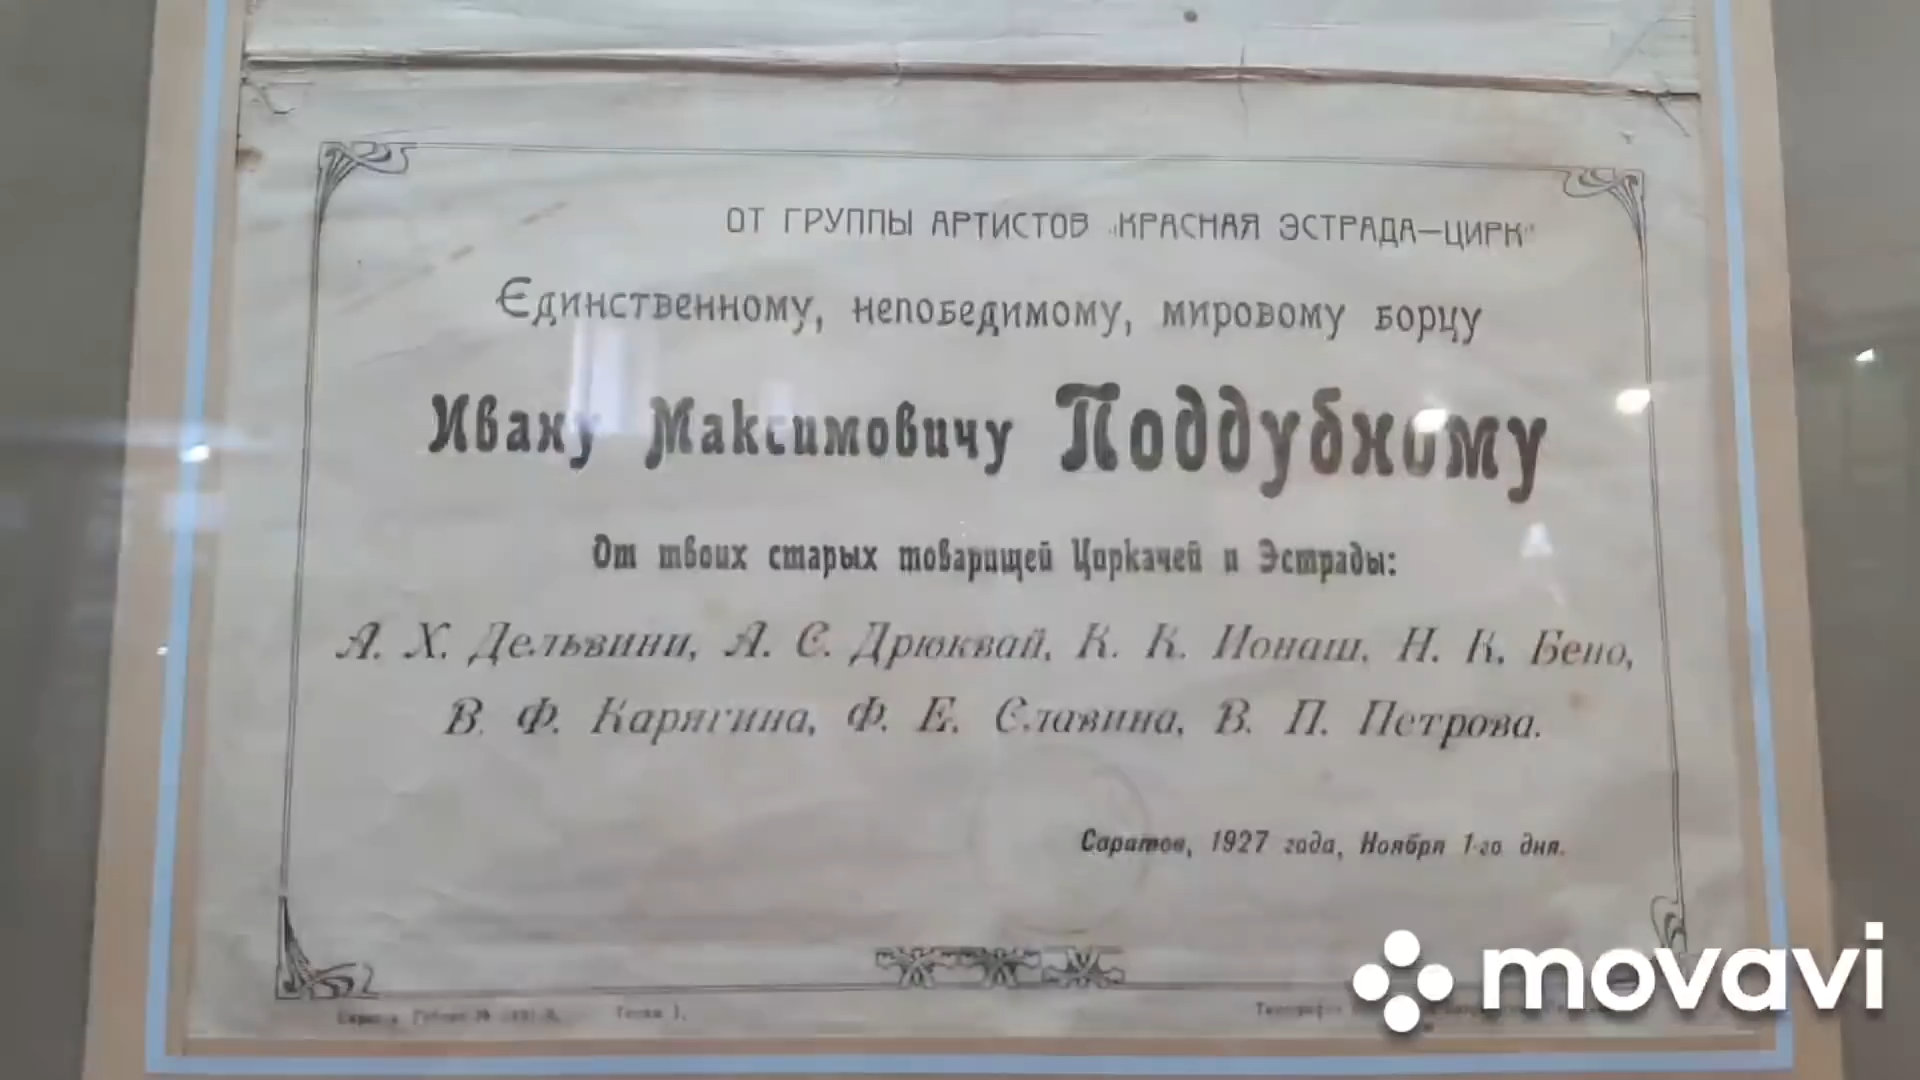 ОТ ГРУППЫ АРТИСТОВ „КРАСНАЯ ЭСТРАДА—ЦИРК"
Единственному, непобедимому, мировому борцу
Ивану Максимовичу Поддубному
От твоих старых товарищей Циркачей и Эстрады:
А. Х. Дельвини, А. С. Дрюквай, К. К. Ионаш, Н. К. Бено,
В. Ф. Карягина, Ф. Е. Славина, В. П. Петрова.
Саратов, 1927 года, Ноября 1-го дня.
movavi